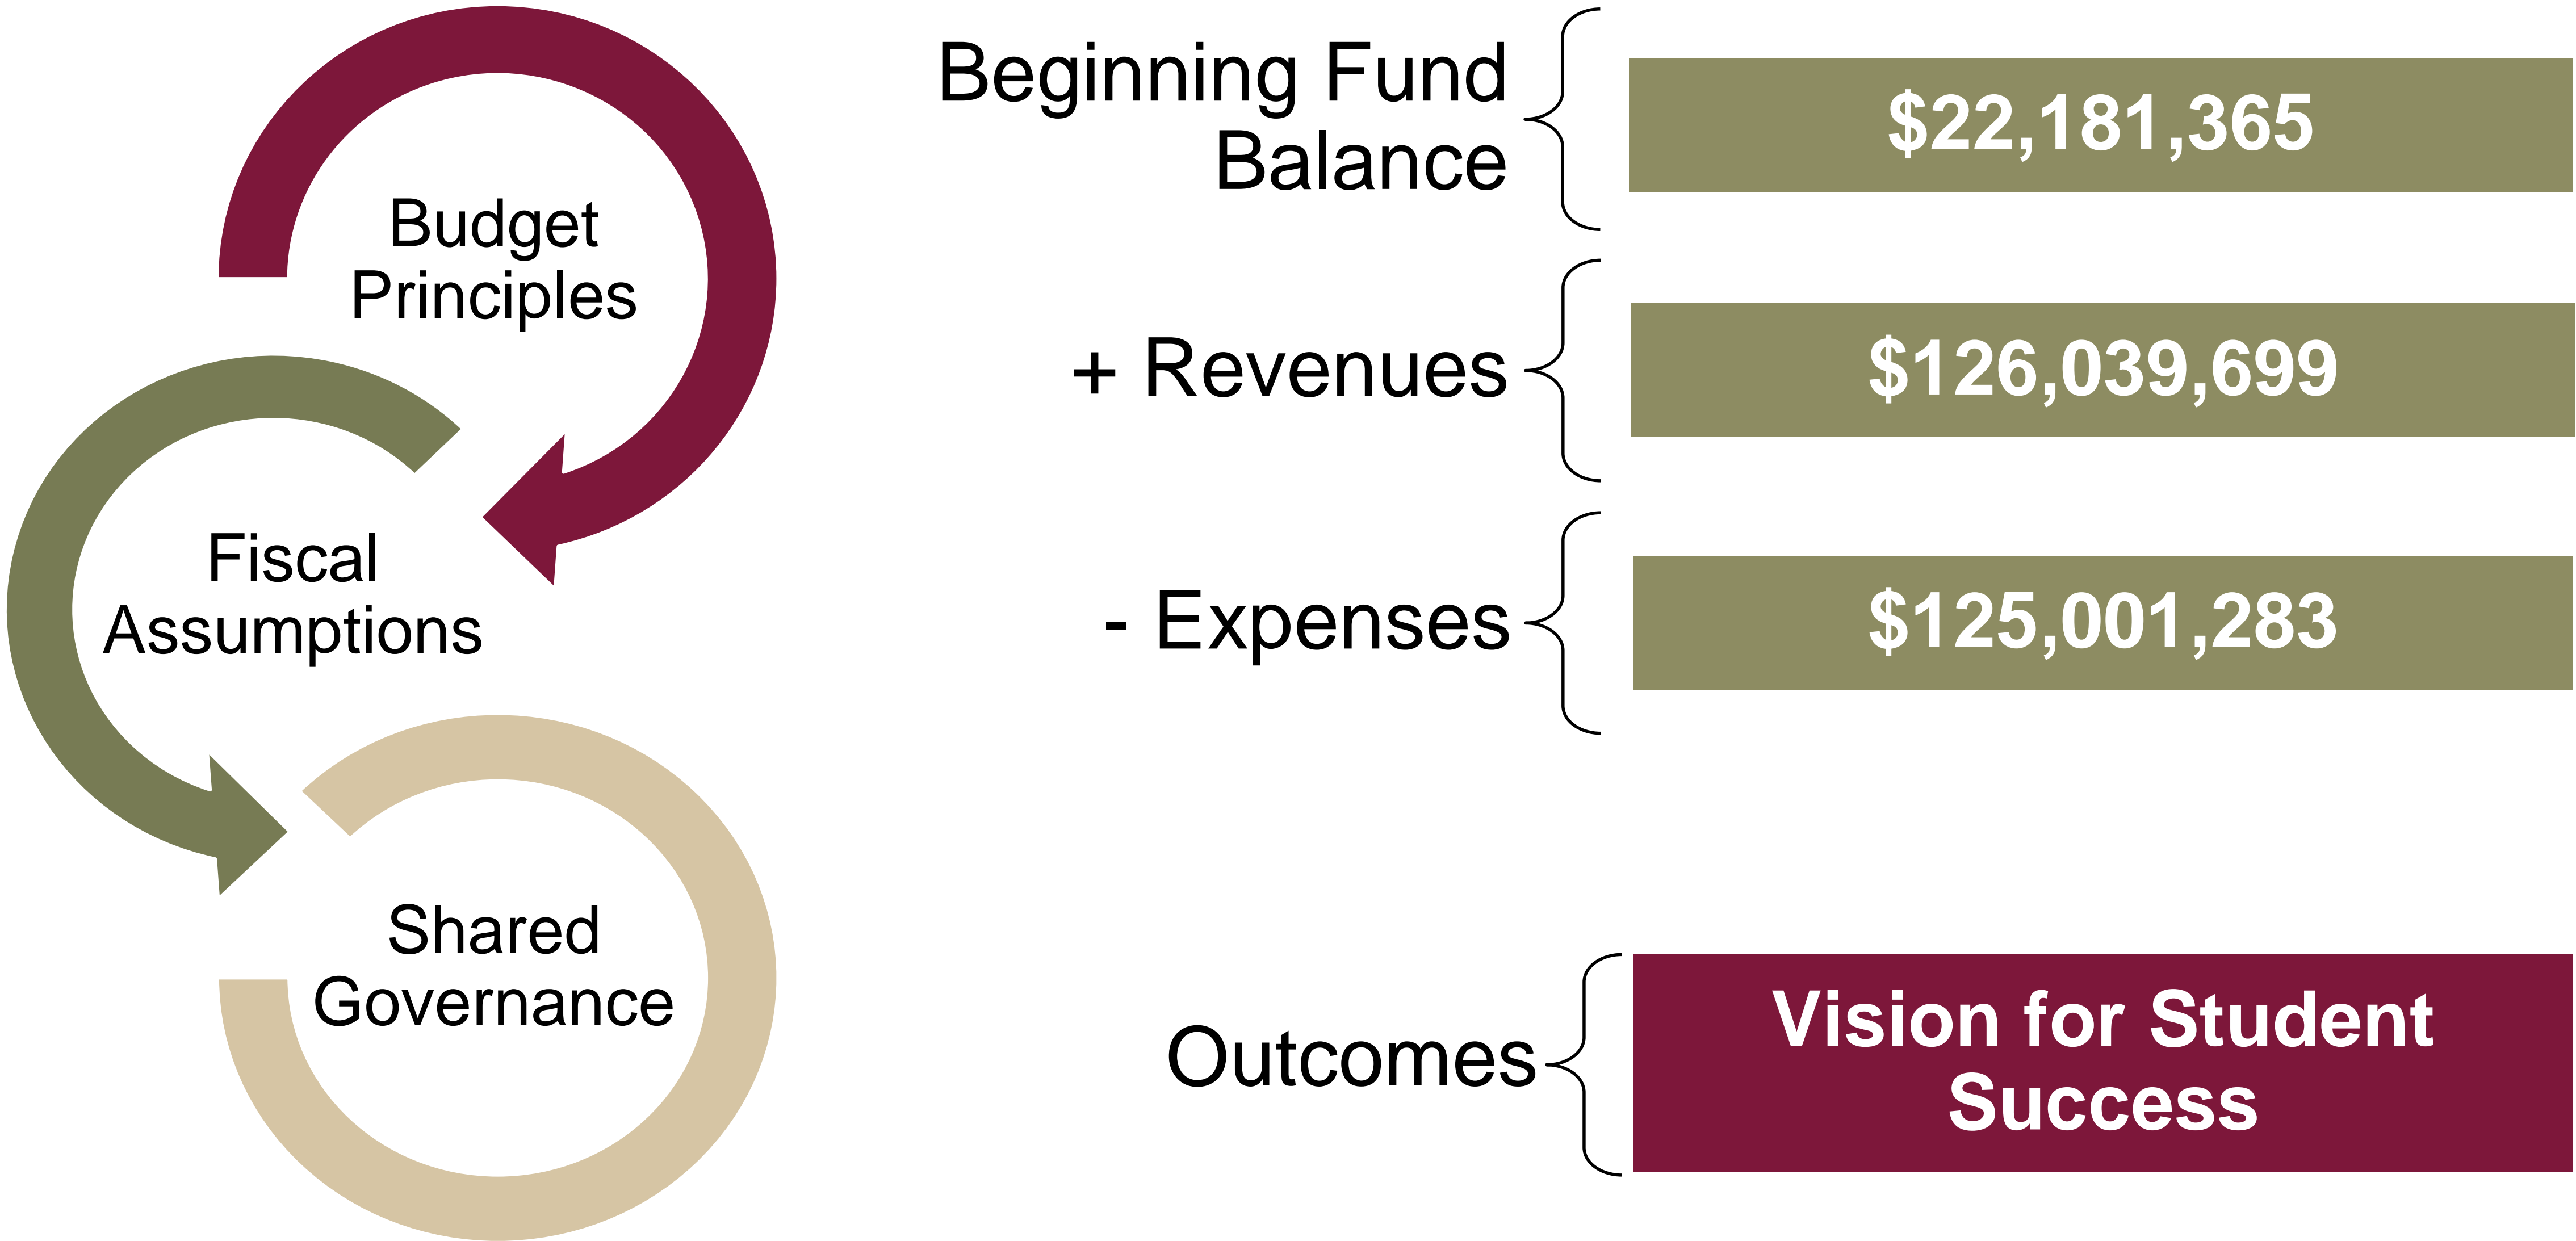 Budget
Principles
Fiscal
Assumptions
Shared
Governance
Beginning Fund
Balance
$22,181,365
+ Revenues
$126,039,699
- Expenses
$125,001,283
Outcomes
Vision for Student
Success